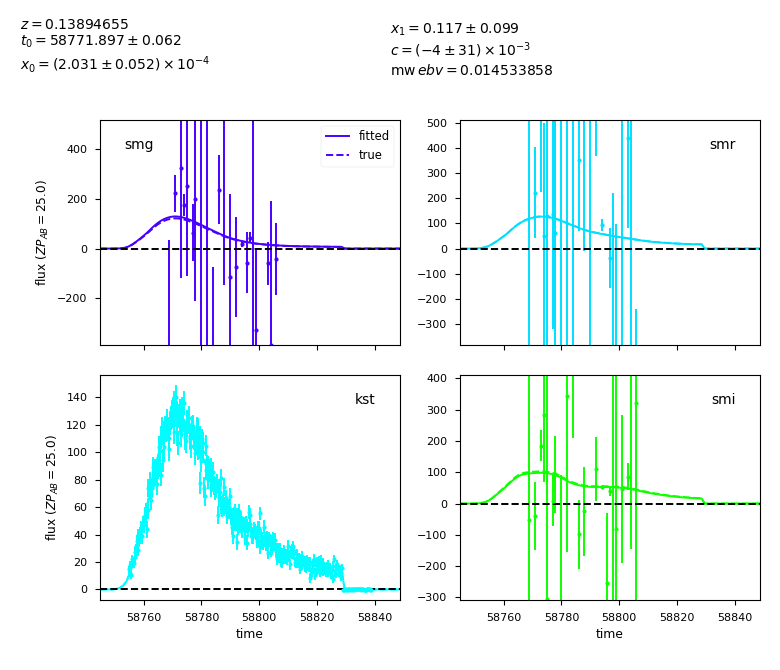 z = 0.13894655
t₀ = 58771.897 ± 0.062
x₀ = (2.031 ± 0.052) × 10⁻⁴
x₁ = 0.117 ± 0.099
c = (−4 ± 31) × 10⁻³
mw ebv = 0.014533858
smg
fitted
true
400
200
0
−200
flux (ZP_AB = 25.0)
smr
500
400
300
200
100
0
−100
−200
−300
kst
140
120
100
80
60
40
20
0
flux (ZP_AB = 25.0)
58760 58780 58800 58820 58840
time
smi
400
300
200
100
0
−100
−200
−300
58760 58780 58800 58820 58840
time